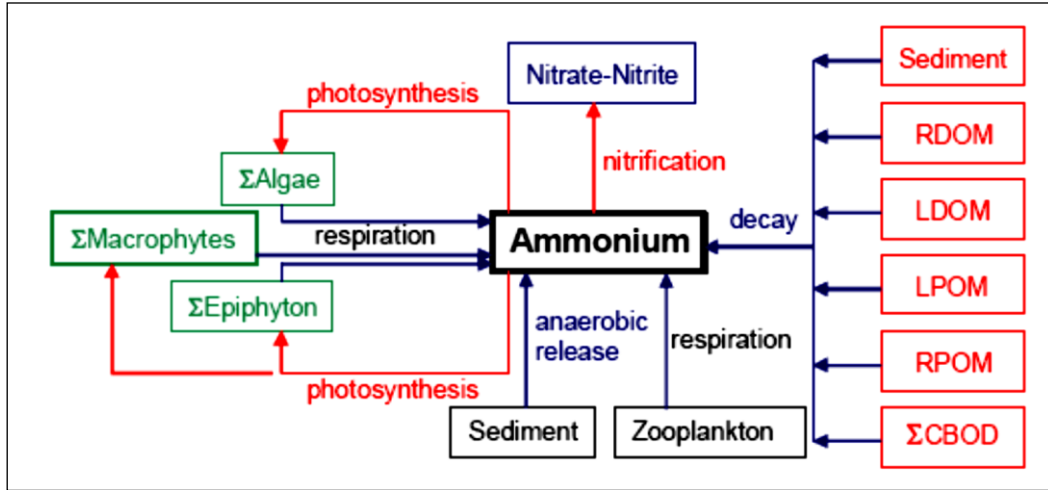 Nitrate-Nitrite
Sediment
photosynthesis
RDOM
nitrification
ΣAlgae
LDOM
decay
ΣMacrophytes
respiration
Ammonium
LPOM
ΣEpiphyton
anaerobic
release
respiration
RPOM
photosynthesis
Sediment
Zooplankton
ΣCBOD